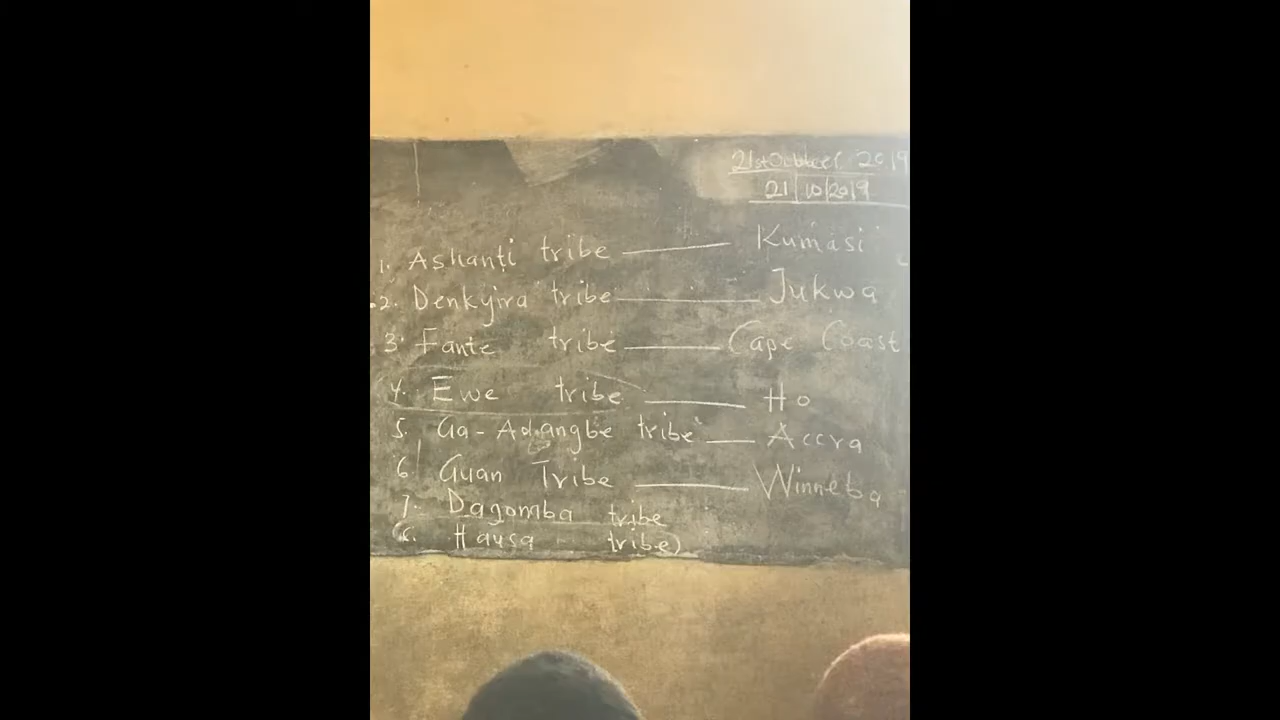 21st October 2019
21/10/2019
1. Ashanti tribe ——— Kumasi
2. Denkyira tribe ——— Jukwa
3. Fante tribe ——— Cape Coast
4. Ewe tribe ——— Ho
5. Ga-Adangbe tribe —— Accra
6. Guan Tribe ——— Winneba
7. Dagomba tribe
(8. Hausa tribe)